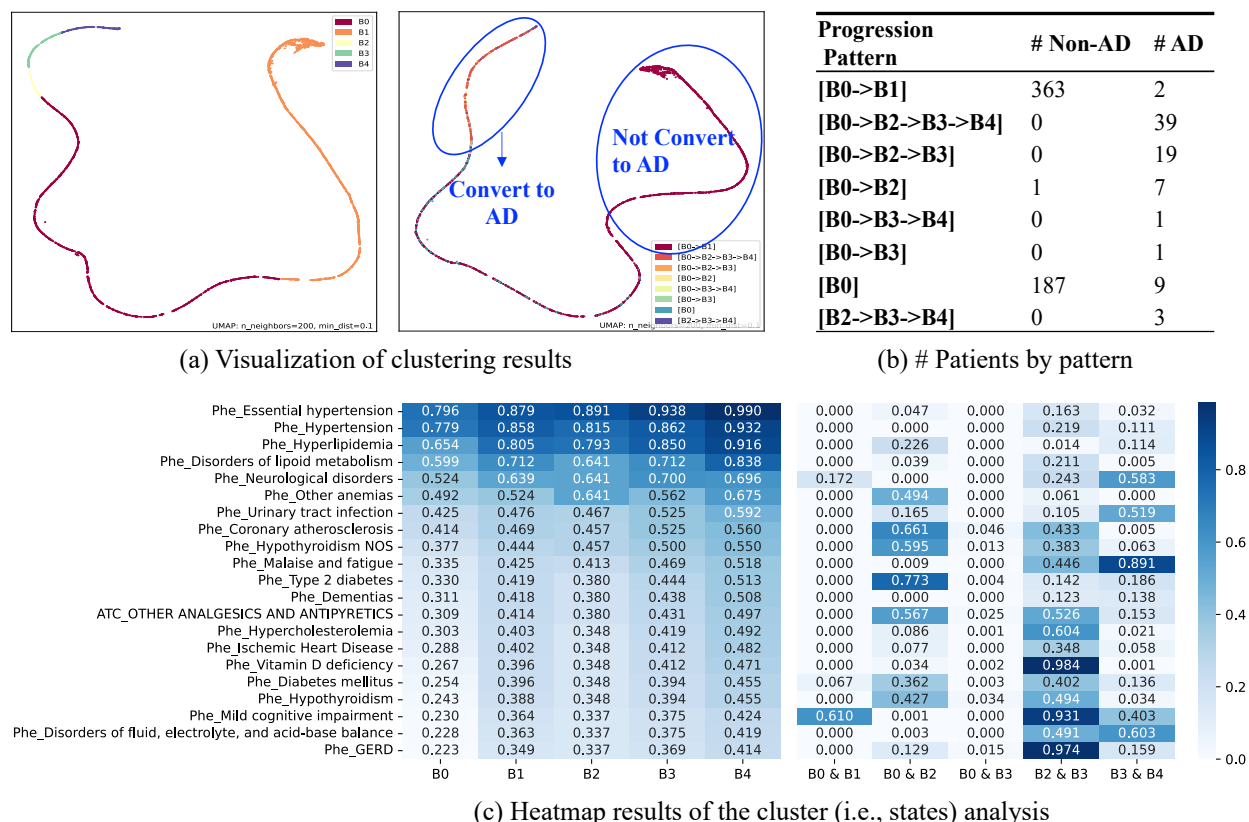 B0
B1
B2
B3
B4
UMAP: n_neighbors=200, min_dist=0.1
Convert to
AD
Not Convert
to AD
[B0->B1]
[B0->B2->B3->B4]
[B0->B2->B3]
[B0->B2]
[B0->B3->B4]
[B0->B3]
[B0]
[B2->B3->B4]
UMAP: n_neighbors=200, min_dist=0.1
(a) Visualization of clustering results
Progression
Pattern # Non-AD # AD
[B0->B1] 363 2
[B0->B2->B3->B4] 0 39
[B0->B2->B3] 0 19
[B0->B2] 1 7
[B0->B3->B4] 0 1
[B0->B3] 0 1
[B0] 187 9
[B2->B3->B4] 0 3
(b) # Patients by pattern
Phe_Essential hypertension 0.796 0.879 0.891 0.938 0.990 0.000 0.047 0.000 0.163 0.032
Phe_Hypertension 0.779 0.858 0.815 0.862 0.932 0.000 0.000 0.000 0.219 0.111
Phe_Hyperlipidemia 0.654 0.805 0.793 0.850 0.916 0.000 0.226 0.000 0.014 0.114
Phe_Disorders of lipoid metabolism 0.599 0.712 0.641 0.712 0.838 0.000 0.039 0.000 0.211 0.005
Phe_Neurological disorders 0.524 0.639 0.641 0.700 0.696 0.172 0.000 0.000 0.243 0.583
Phe_Other anemias 0.492 0.524 0.641 0.562 0.675 0.000 0.494 0.000 0.061 0.000
Phe_Urinary tract infection 0.425 0.476 0.467 0.525 0.592 0.000 0.165 0.000 0.105 0.519
Phe_Coronary atherosclerosis 0.414 0.469 0.457 0.525 0.560 0.000 0.661 0.046 0.433 0.005
Phe_Hypothyroidism NOS 0.377 0.444 0.457 0.500 0.550 0.000 0.595 0.013 0.383 0.063
Phe_Malaise and fatigue 0.335 0.425 0.413 0.469 0.518 0.000 0.009 0.000 0.446 0.891
Phe_Type 2 diabetes 0.330 0.419 0.380 0.444 0.513 0.000 0.773 0.004 0.142 0.186
Phe_Dementias 0.311 0.418 0.380 0.438 0.508 0.000 0.000 0.000 0.123 0.138
ATC_OTHER ANALGESICS AND ANTIPYRETICS 0.309 0.414 0.380 0.431 0.497 0.000 0.567 0.025 0.526 0.153
Phe_Hypercholesterolemia 0.303 0.403 0.348 0.419 0.492 0.000 0.086 0.001 0.604 0.021
Phe_Ischemic Heart Disease 0.288 0.402 0.348 0.412 0.482 0.000 0.077 0.000 0.348 0.058
Phe_Vitamin D deficiency 0.267 0.396 0.348 0.412 0.471 0.000 0.034 0.002 0.984 0.001
Phe_Diabetes mellitus 0.254 0.396 0.348 0.394 0.455 0.067 0.362 0.003 0.402 0.136
Phe_Hypothyroidism 0.243 0.388 0.348 0.394 0.455 0.000 0.427 0.034 0.494 0.034
Phe_Mild cognitive impairment 0.230 0.364 0.337 0.375 0.424 0.610 0.001 0.000 0.931 0.403
Phe_Disorders of fluid, electrolyte, and acid-base balance 0.228 0.363 0.337 0.375 0.419 0.000 0.003 0.000 0.491 0.603
Phe_GERD 0.223 0.349 0.337 0.369 0.414 0.000 0.129 0.015 0.974 0.159
B0 B1 B2 B3 B4 B0 & B1 B0 & B2 B0 & B3 B2 & B3 B3 & B4
0.8
0.6
0.4
0.2
0.0
(c) Heatmap results of the cluster (i.e., states) analysis